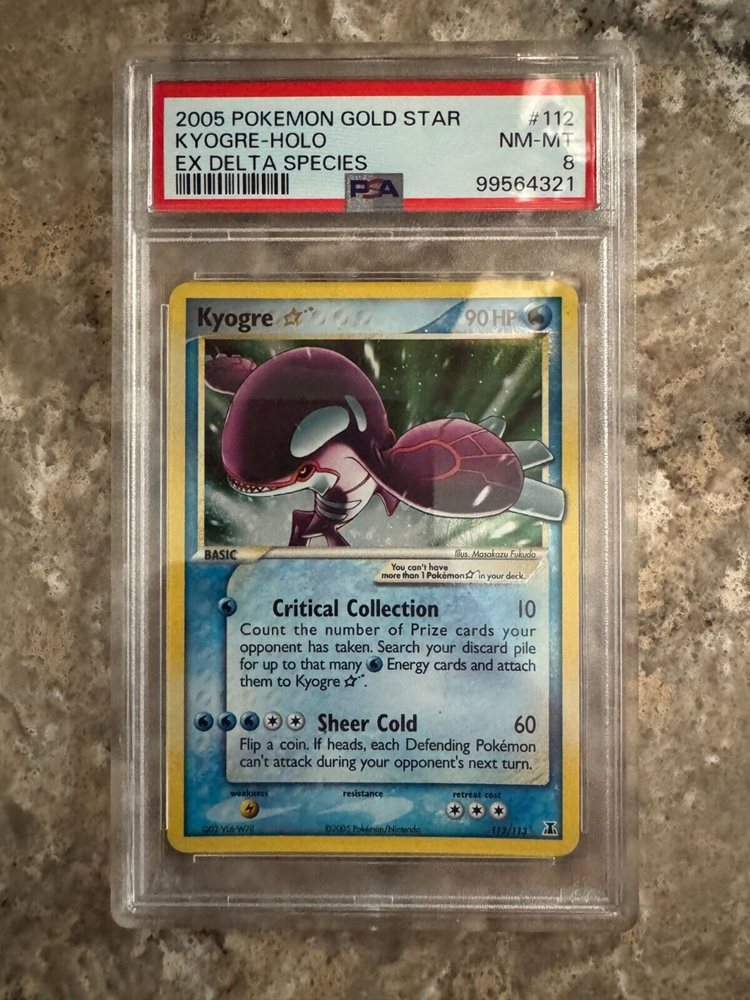 2005 POKEMON GOLD STAR #112
KYOGRE-HOLO NM-MT
EX DELTA SPECIES 8
PSA 99564321
Kyogre ☆ 90 HP
BASIC Illus. Masakazu Fukuda
You can't have
more than 1 Pokémon ☆ in your deck.
Critical Collection 10
Count the number of Prize cards your
opponent has taken. Search your discard pile
for up to that many Energy cards and attach
them to Kyogre ☆.
Sheer Cold 60
Flip a coin. If heads, each Defending Pokémon
can't attack during your opponent's next turn.
weakness resistance retreat cost
©2005 Pokémon/Nintendo 112/113